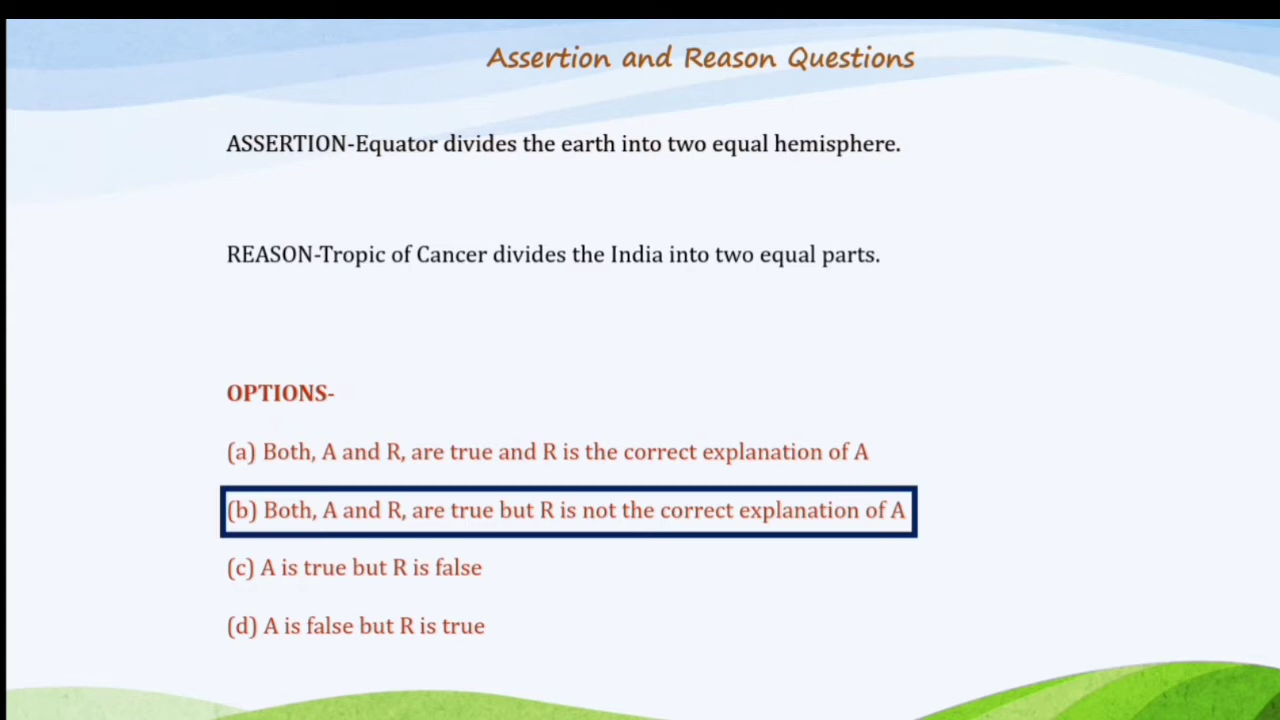 Assertion and Reason Questions
ASSERTION-Equator divides the earth into two equal hemisphere.
REASON-Tropic of Cancer divides the India into two equal parts.
OPTIONS-
(a) Both, A and R, are true and R is the correct explanation of A
(b) Both, A and R, are true but R is not the correct explanation of A
(c) A is true but R is false
(d) A is false but R is true